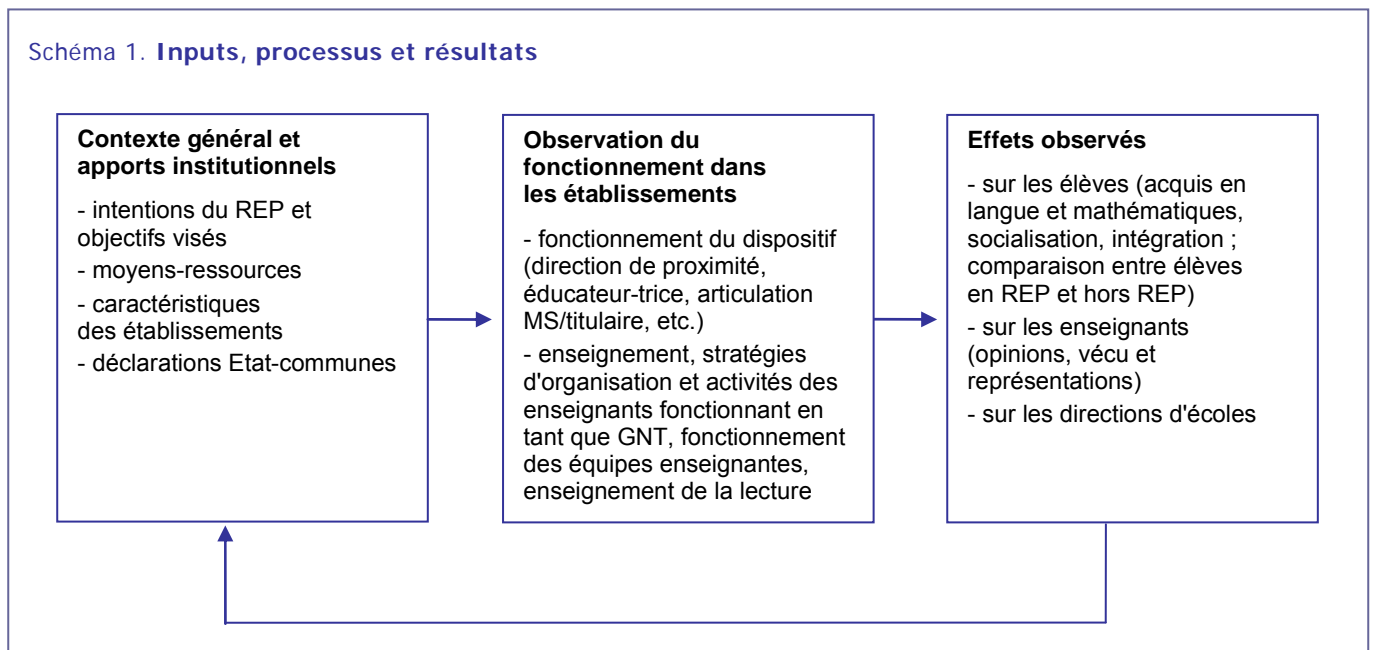 Schéma 1. Inputs, processus et résultats
Contexte général et
apports institutionnels
- intentions du REP et
objectifs visés
- moyens-ressources
- caractéristiques
des établissements
- déclarations Etat-communes
Observation du
fonctionnement dans
les établissements
- fonctionnement du dispositif
(direction de proximité,
éducateur-trice, articulation
MS/titulaire, etc.)
- enseignement, stratégies
d'organisation et activités des
enseignants fonctionnant en
tant que GNT, fonctionnement
des équipes enseignantes,
enseignement de la lecture
Effets observés
- sur les élèves (acquis en
langue et mathématiques,
socialisation, intégration ;
comparaison entre élèves
en REP et hors REP)
- sur les enseignants
(opinions, vécu et
représentations)
- sur les directions d'écoles